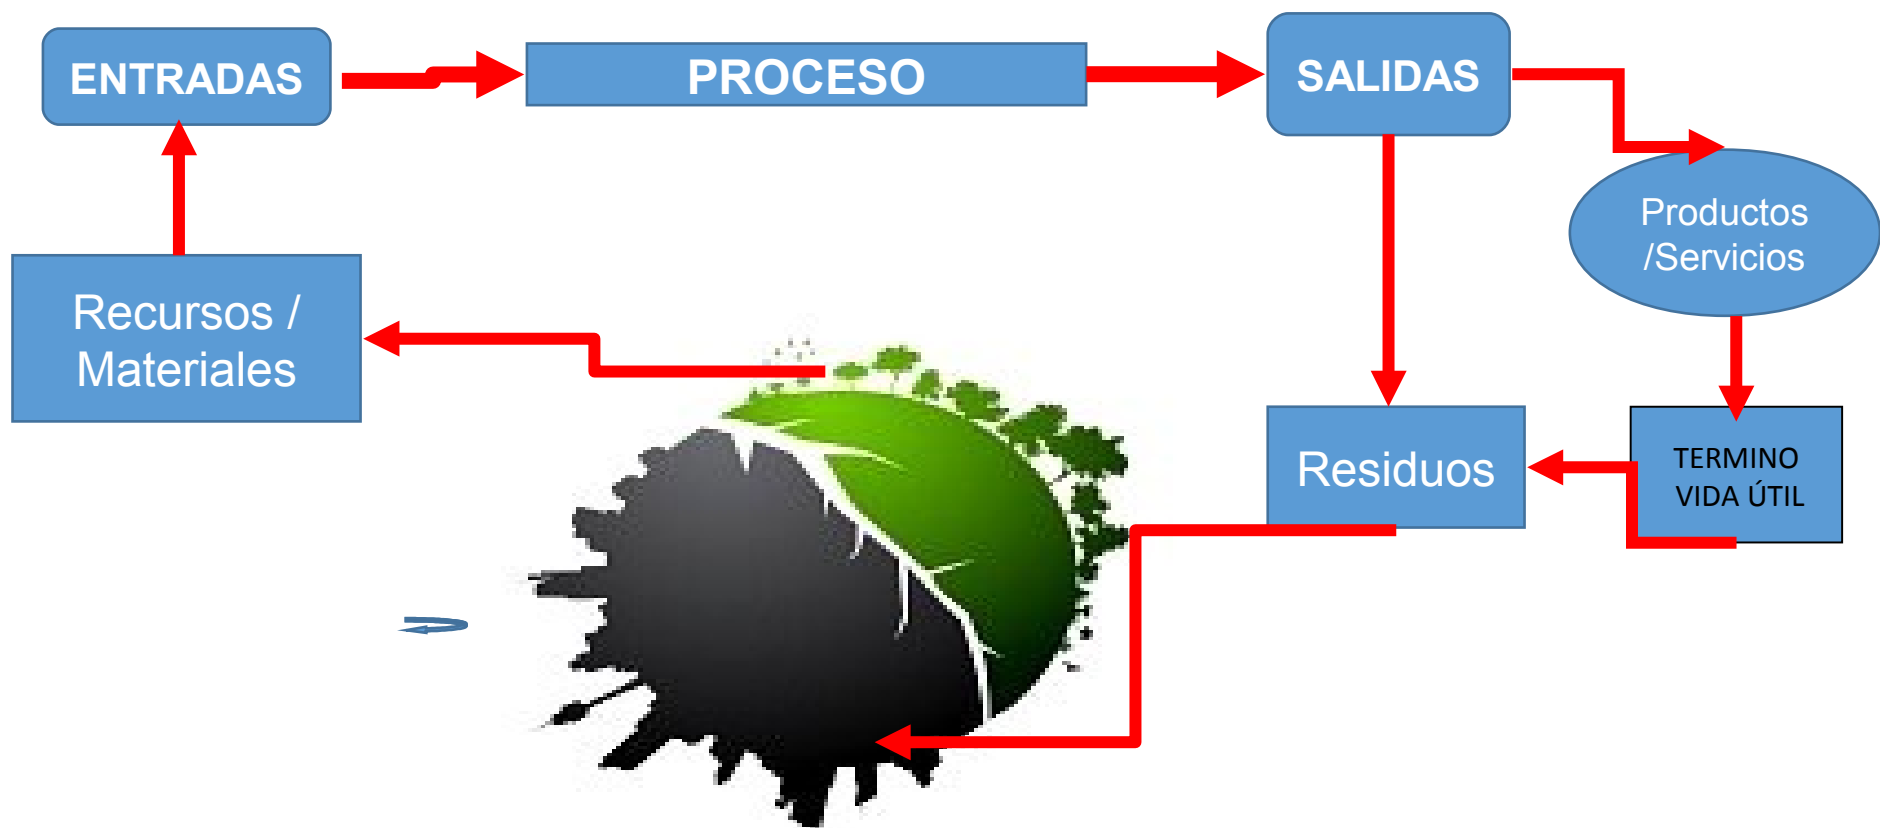 ENTRADAS
PROCESO
SALIDAS
Productos
/Servicios
Recursos /
Materiales
Residuos
TERMINO
VIDA ÚTIL